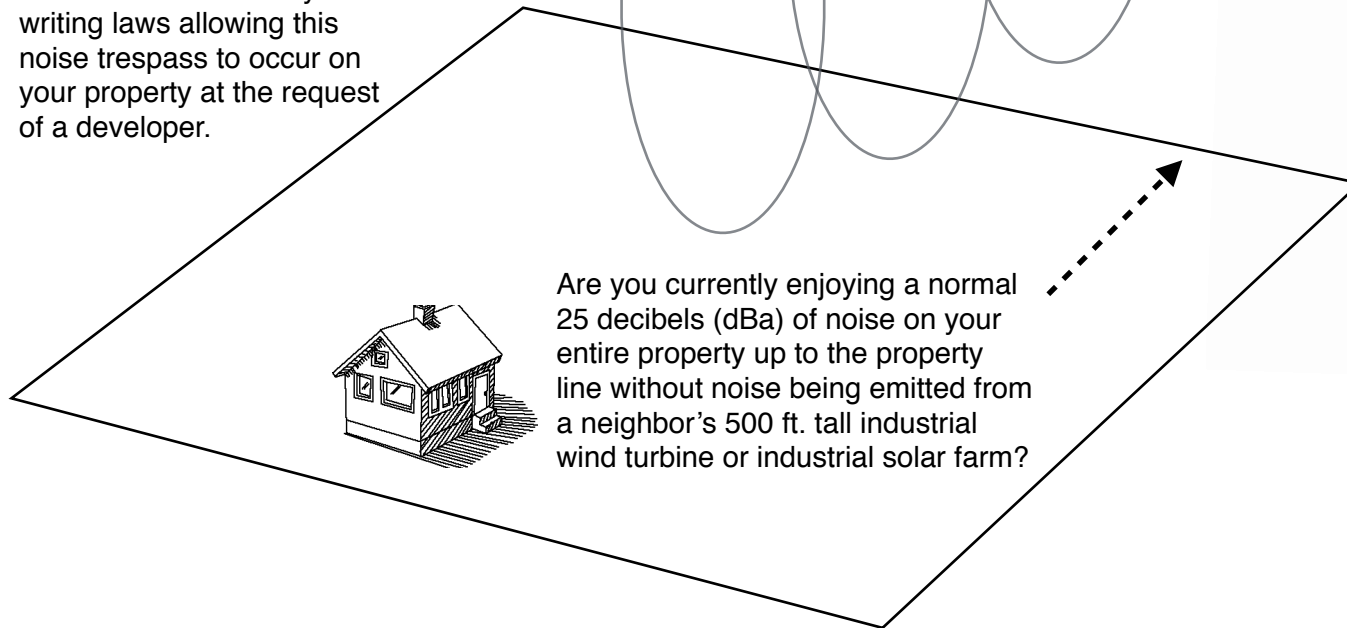 writing laws allowing this
noise trespass to occur on
your property at the request
of a developer.
Are you currently enjoying a normal
25 decibels (dBa) of noise on your
entire property up to the property
line without noise being emitted from
a neighbor’s 500 ft. tall industrial
wind turbine or industrial solar farm?